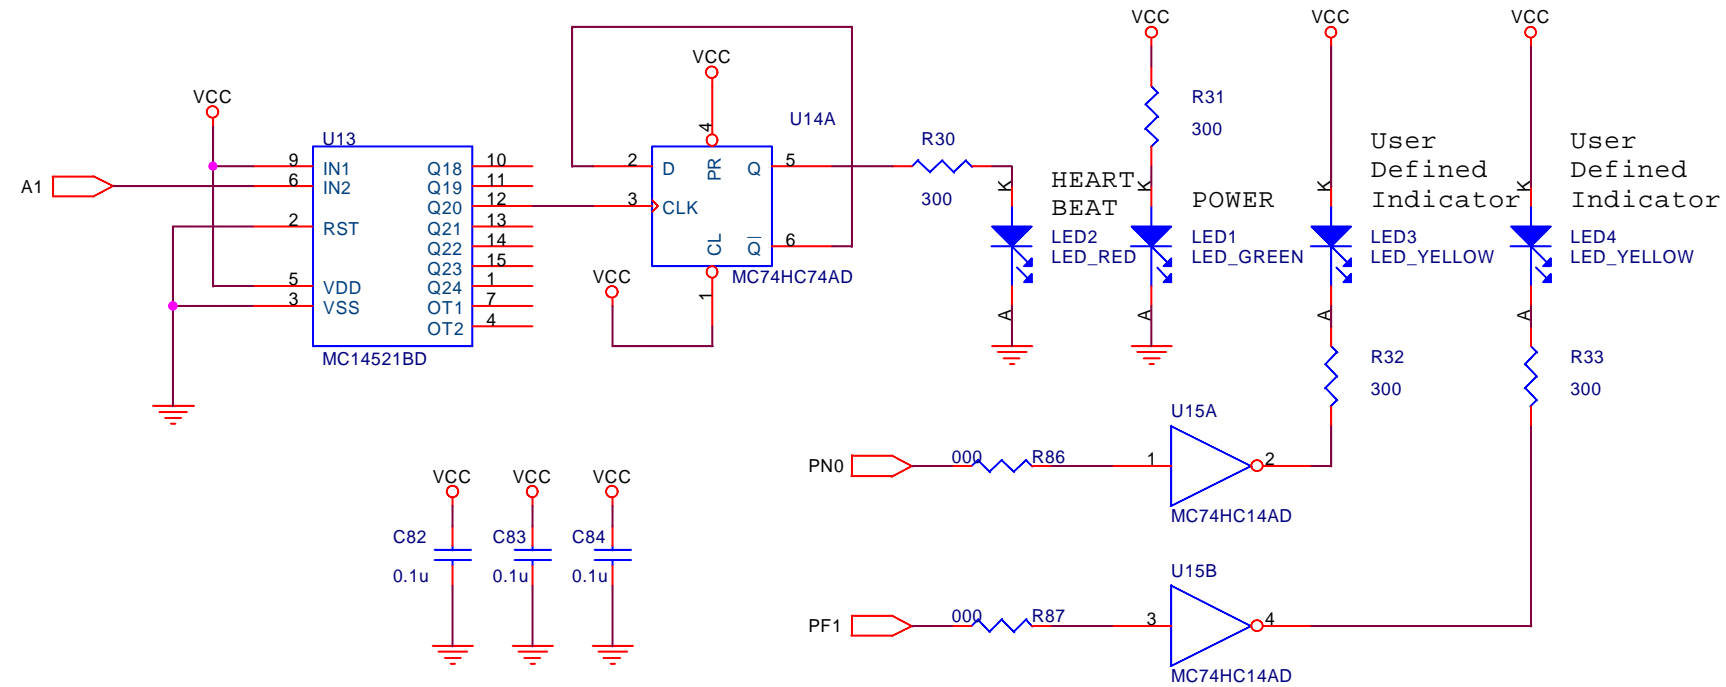 VCC
VCC
VCC
VCC
VCC
U13
9
IN1
6
IN2
2
RST
5
VDD
3
VSS
Q18
10
Q19
11
Q20
12
Q21
13
Q22
14
Q23
15
Q24
1
OT1
7
OT2
4
MC14521BD
A1
U14A
4
PR
2
D
Q
5
3
CLK
CL
Q
6
1
MC74HC74AD
VCC
R30
300
K
HEART
BEAT
LED2
LED_RED
A
R31
300
K
POWER
LED1
LED_GREEN
A
User
Defined
Indicator
K
LED3
LED_YELLOW
A
R32
300
User
Defined
Indicator
K
LED4
LED_YELLOW
A
R33
300
PN0
000
R86
U15A
1
2
MC74HC14AD
PF1
000
R87
U15B
3
4
MC74HC14AD
VCC
VCC
VCC
C82
0.1u
C83
0.1u
C84
0.1u